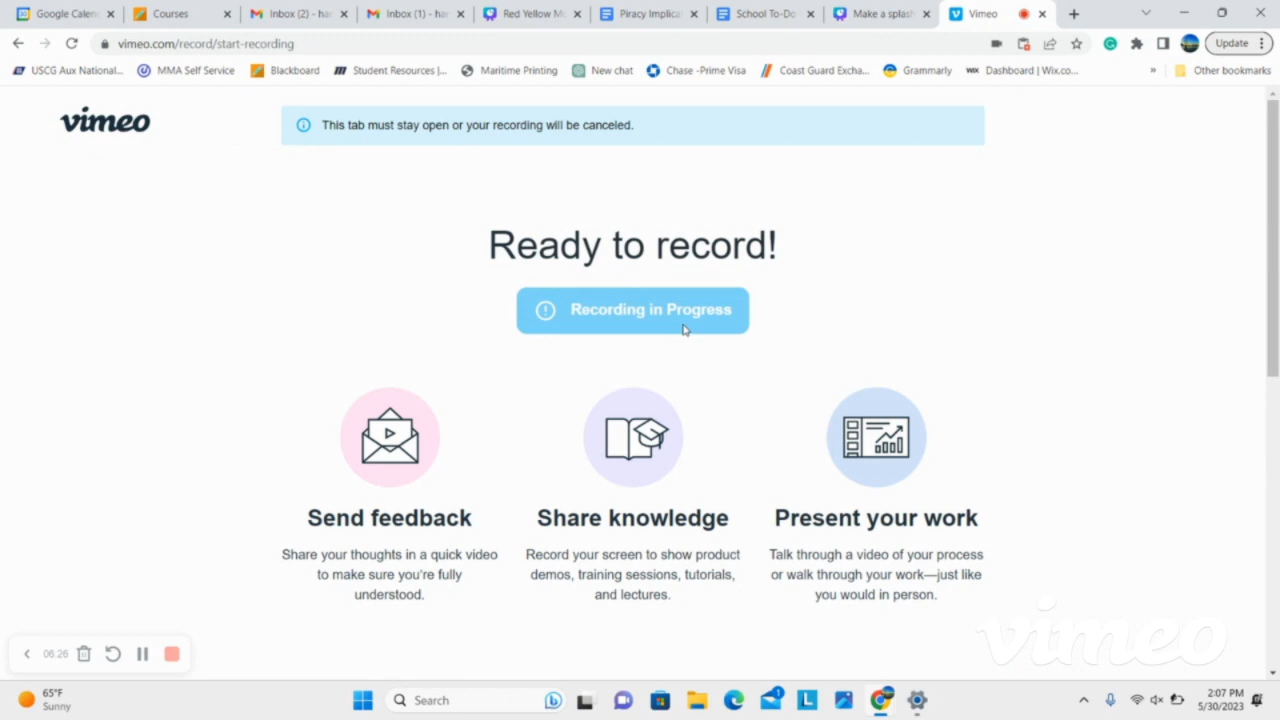 Google Calen
Courses
Inbox (2) - ha
Inbox (1) - ha
Red Yellow Mo
Piracy Implica
School To-Do
Make a splash
Vimeo
vimeo.com/record/start-recording
Update
USCG Aux National...
MMA Self Service
Blackboard
Student Resources |...
Maritime Printing
New chat
Chase -Prime Visa
Coast Guard Excha...
Grammarly
WIX Dashboard | Wix.co...
» Other bookmarks
vimeo
This tab must stay open or your recording will be canceled.
Ready to record!
Recording in Progress
Send feedback
Share your thoughts in a quick video
to make sure you're fully
understood.
Share knowledge
Record your screen to show product
demos, training sessions, tutorials,
and lectures.
Present your work
Talk through a video of your process
or walk through your work—just like
you would in person.
vimeo
06:26
65°F
Sunny
Search
2:07 PM
5/30/2023